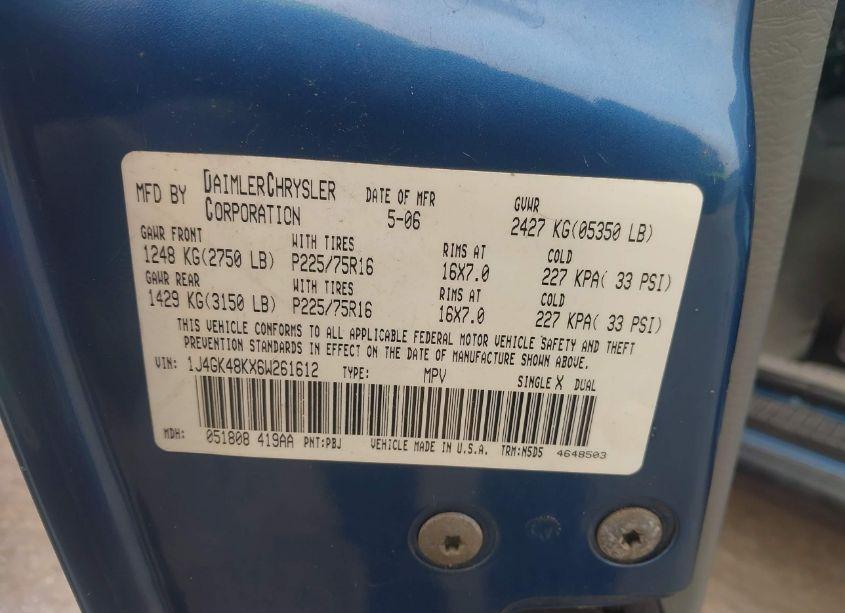 MFD BY DAIMLERCHRYSLER CORPORATION DATE OF MFR 5-06 GVWR 2427 KG(05350 LB)
GAWR FRONT WITH TIRES RIMS AT COLD
1248 KG(2750 LB) P225/75R16 16X7.0 227 KPA( 33 PSI)
GAWR REAR WITH TIRES RIMS AT COLD
1429 KG(3150 LB) P225/75R16 16X7.0 227 KPA( 33 PSI)
THIS VEHICLE CONFORMS TO ALL APPLICABLE FEDERAL MOTOR VEHICLE SAFETY AND THEFT
PREVENTION STANDARDS IN EFFECT ON THE DATE OF MANUFACTURE SHOWN ABOVE.
VIN: 1J4GK48KX6W261612 TYPE: MPV SINGLE X DUAL
MDH: 051808 419AA PNT:PBJ VEHICLE MADE IN U.S.A. TRM:N5D5 4648503